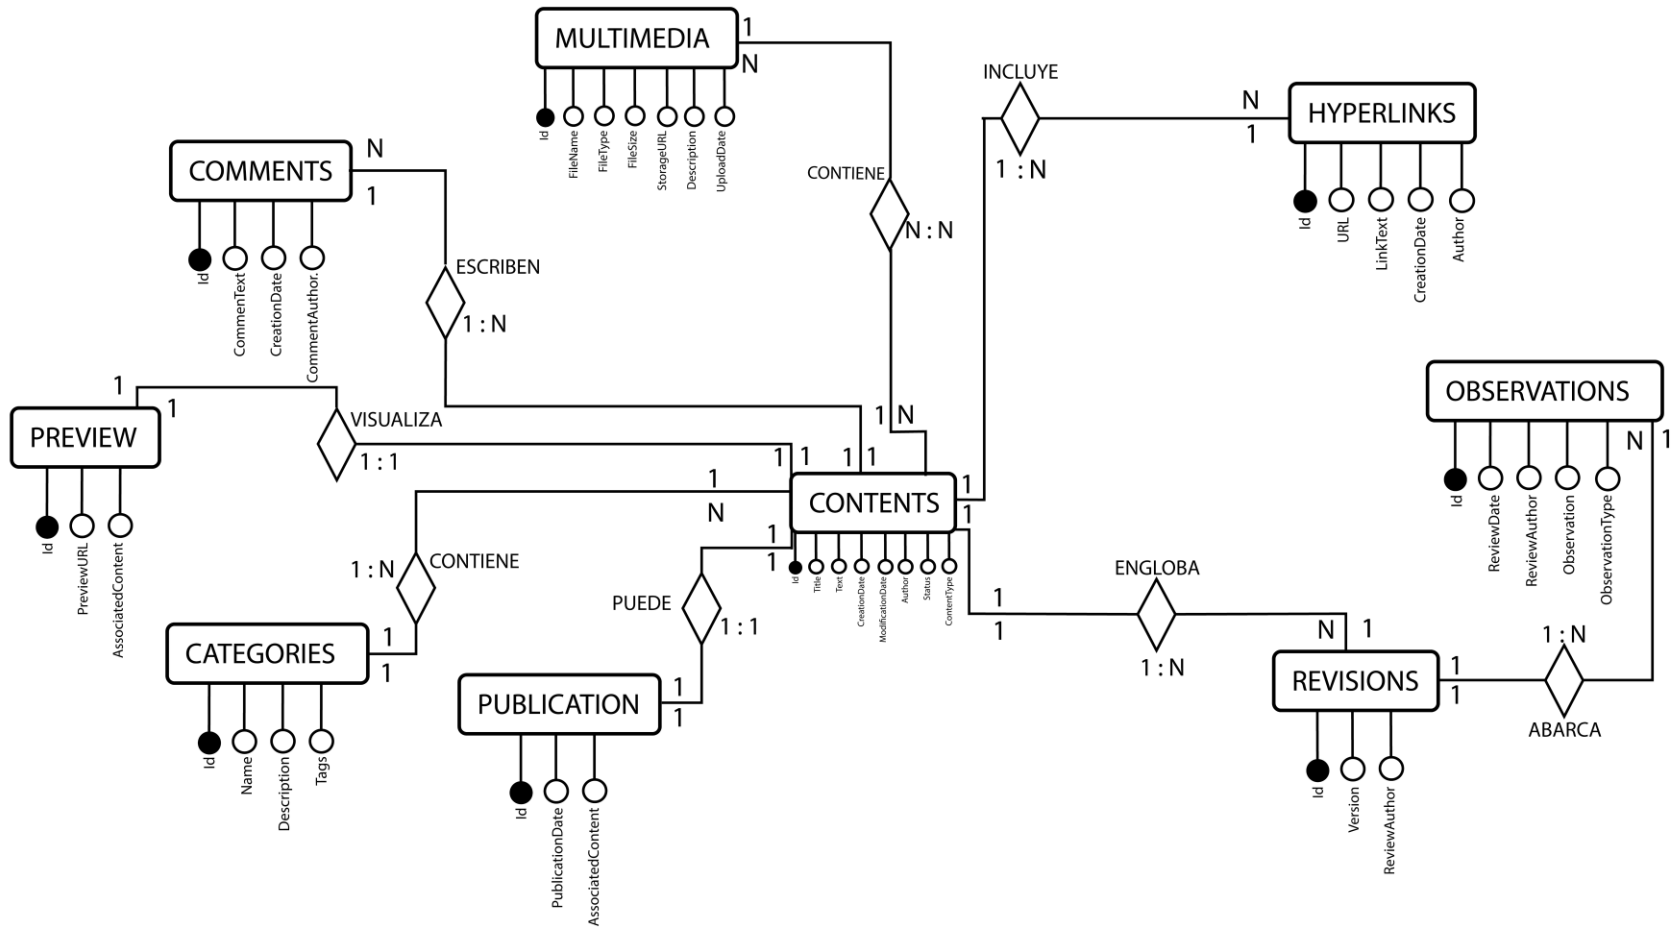 MULTIMEDIA
1
N
Id
FileName
FileType
FileSize
StorageURL
Description
UploadDate
CONTIENE
N : N
1
N
INCLUYE
1 : N
N
1
HYPERLINKS
Id
URL
LinkText
CreationDate
Author
COMMENTS
N
1
Id
CommenText
CreationDate
CommentAuthor.
ESCRIBEN
1 : N
1
1
PREVIEW
1
1
Id
PreviewURL
AssociatedContent
VISUALIZA
1 : 1
1
1
CONTENTS
1
1
Id
Title
Text
CreationDate
ModificationDate
Author
Status
ContentType
OBSERVATIONS
N
1
Id
ReviewDate
ReviewAuthor
Observation
ObservationType
1
N
CONTIENE
1 : N
CATEGORIES
1
1
Id
Name
Description
Tags
1
1
PUEDE
1 : 1
PUBLICATION
1
1
Id
PublicationDate
AssociatedContent
ENGLOBA
1
1
1 : N
N
1
REVISIONS
1
1
Id
Version
ReviewAuthor
1 : N
ABARCA